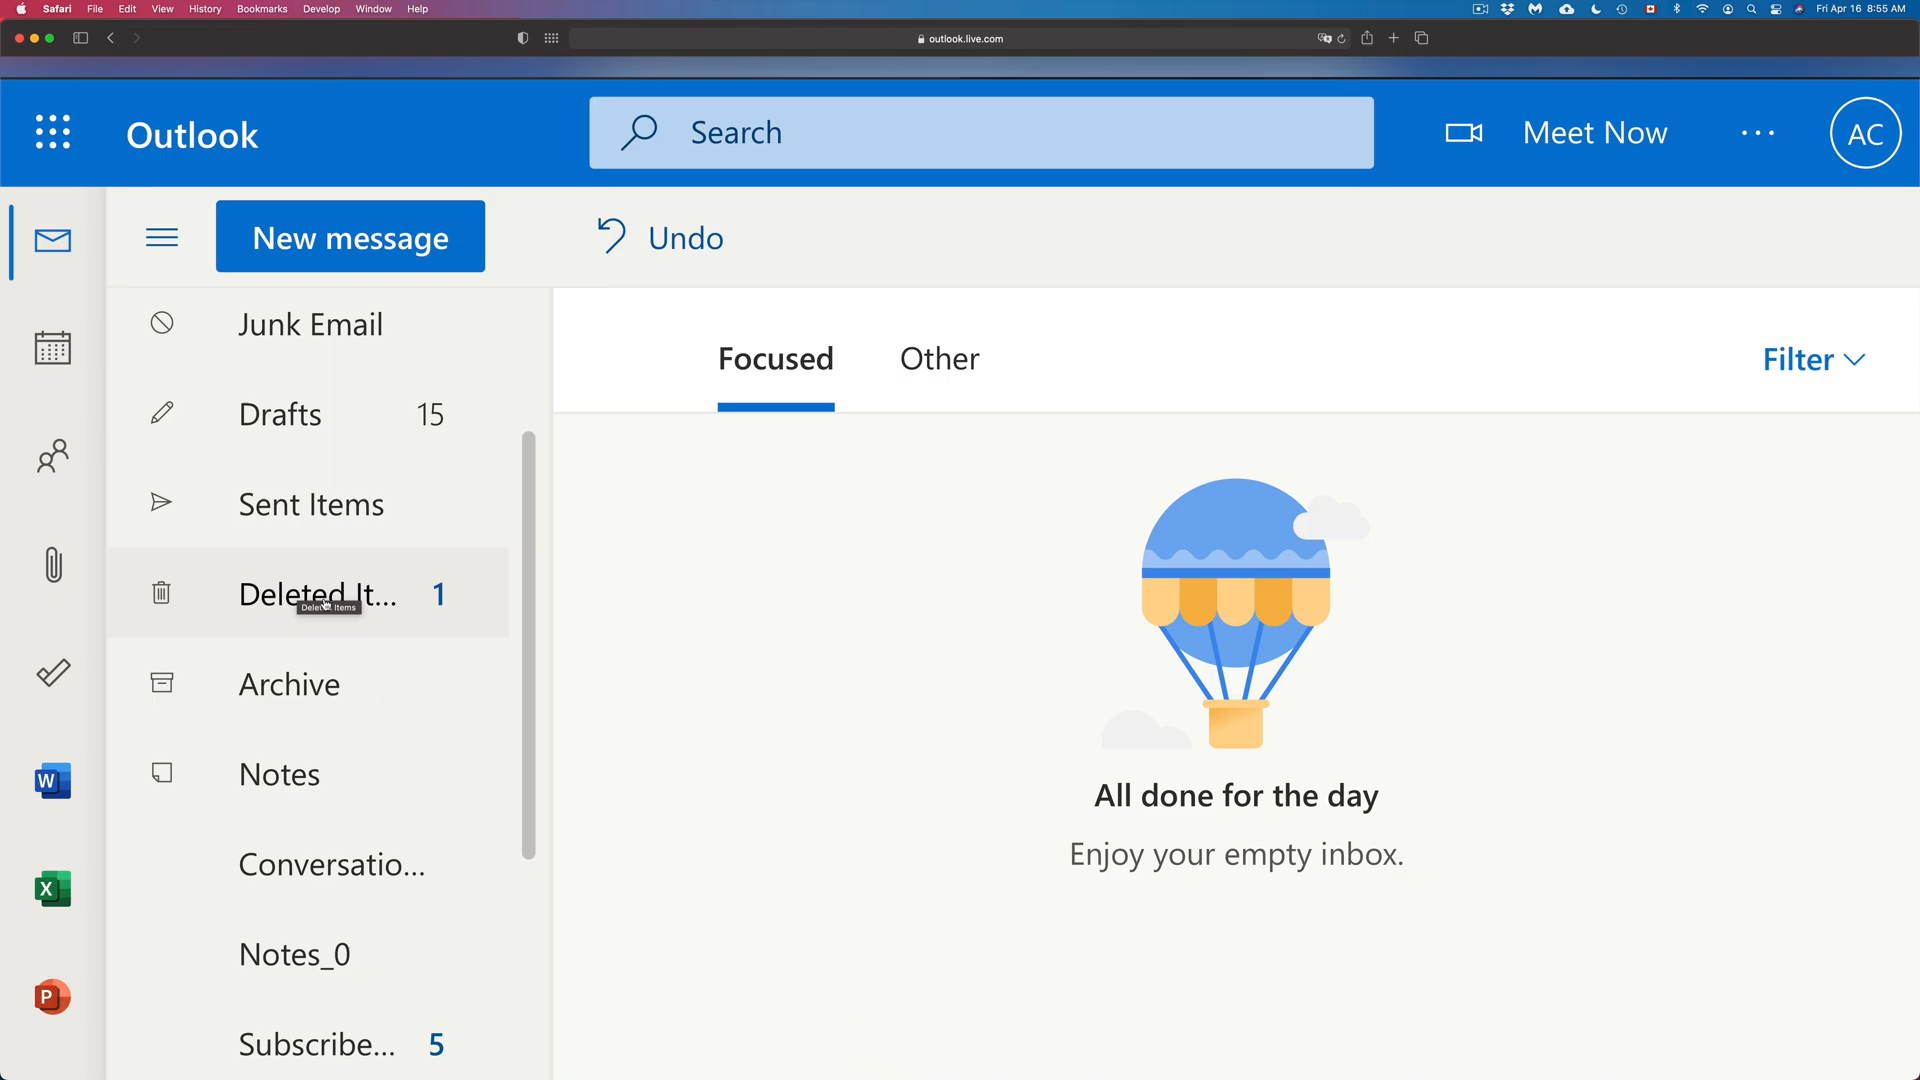 Safari File Edit View History Bookmarks Develop Window Help
Fri Apr 16 8:55 AM
outlook.live.com
Outlook
Search
Meet Now
AC
New message
Undo
Junk Email
Focused
Other
Filter
Drafts 15
Sent Items
Deleted It... 1
Archive
Notes
All done for the day
Enjoy your empty inbox.
Conversatio...
Notes_0
Subscribe... 5
W
X
P